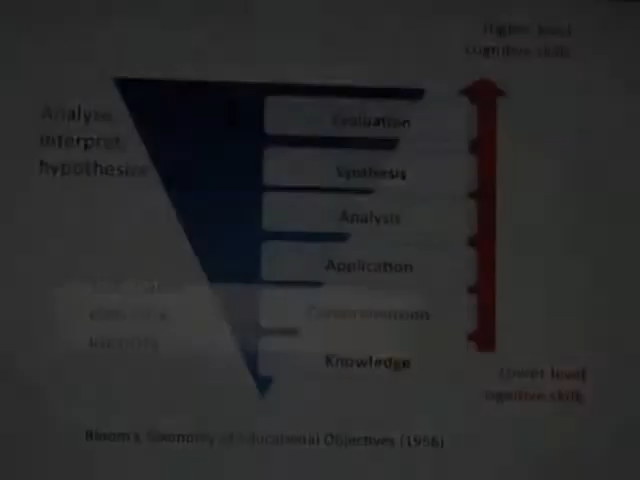 Higher level
cognitive skills
Analyse,
interpret,
hypothesize
Evaluation
Synthesis
Analysis
Application
Comprehension
Knowledge
Lower level
cognitive skills
Bloom's Taxonomy of Educational Objectives (1956)